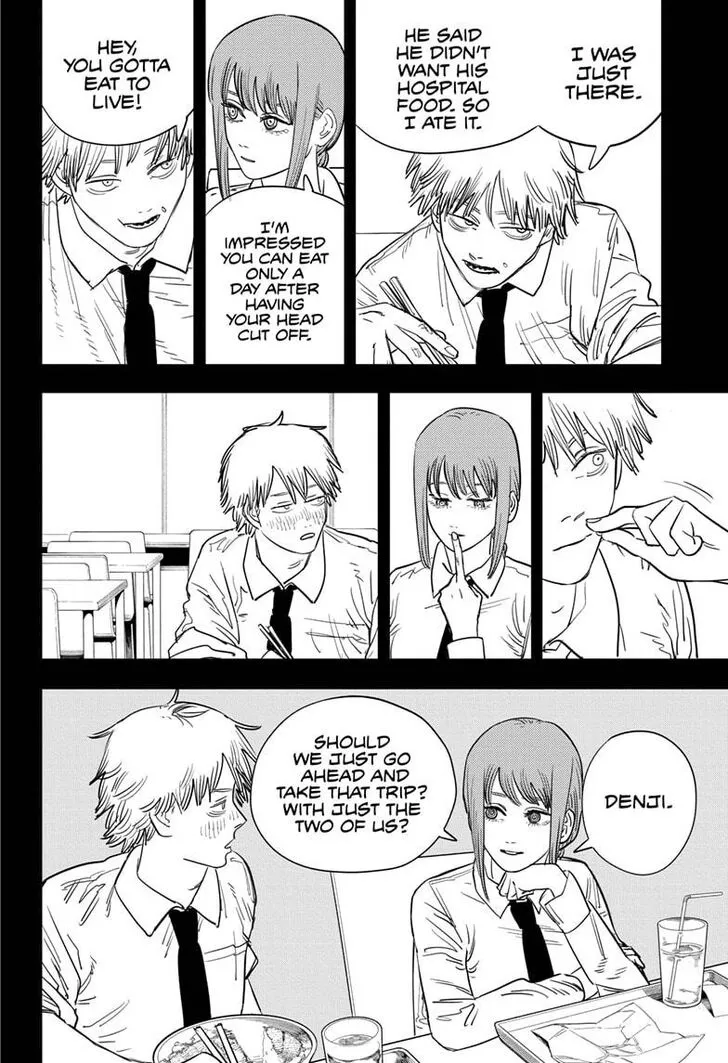 I WAS
JUST
THERE.
HE SAID
HE DIDN'T
WANT HIS
HOSPITAL
FOOD. SO
I ATE IT.
I'M
IMPRESSED
YOU CAN EAT
ONLY A
DAY AFTER
HAVING
YOUR HEAD
CUT OFF.
HEY,
YOU GOTTA
EAT TO
LIVE!
DENJI.
SHOULD
WE JUST GO
AHEAD AND
TAKE THAT TRIP?
WITH JUST THE
TWO OF US?